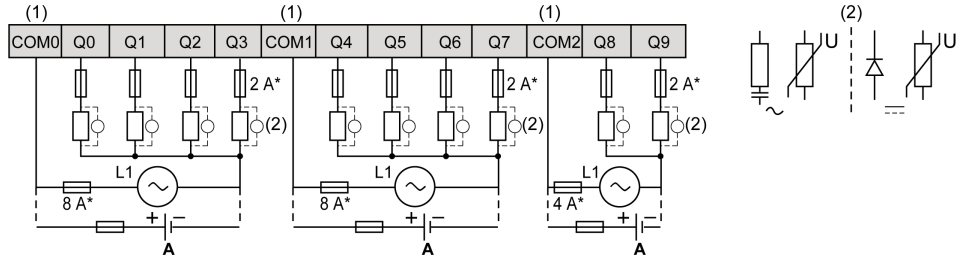 (1) (1) (1) (2)
COM0 Q0 Q1 Q2 Q3 COM1 Q4 Q5 Q6 Q7 COM2 Q8 Q9
U U
2 A* 2 A* 2 A*
(2) (2) (2)
L1 L1 L1
8 A* 8 A* 4 A*
+ − + − + −
A A A